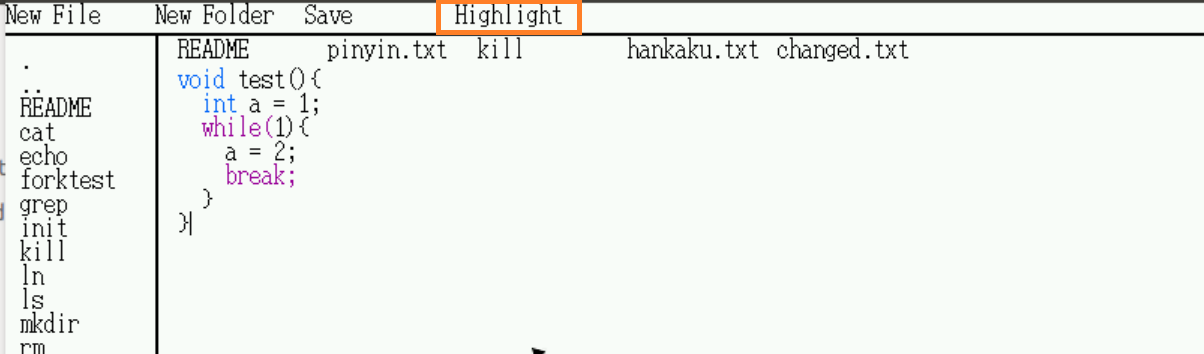 New File New Folder Save Highlight
README pinyin.txt kill hankaku.txt changed.txt
.
..
README
cat
echo
forktest
grep
init
kill
ln
ls
mkdir
rm
void test(){
int a = 1;
while(1){
a = 2;
break;
}
}